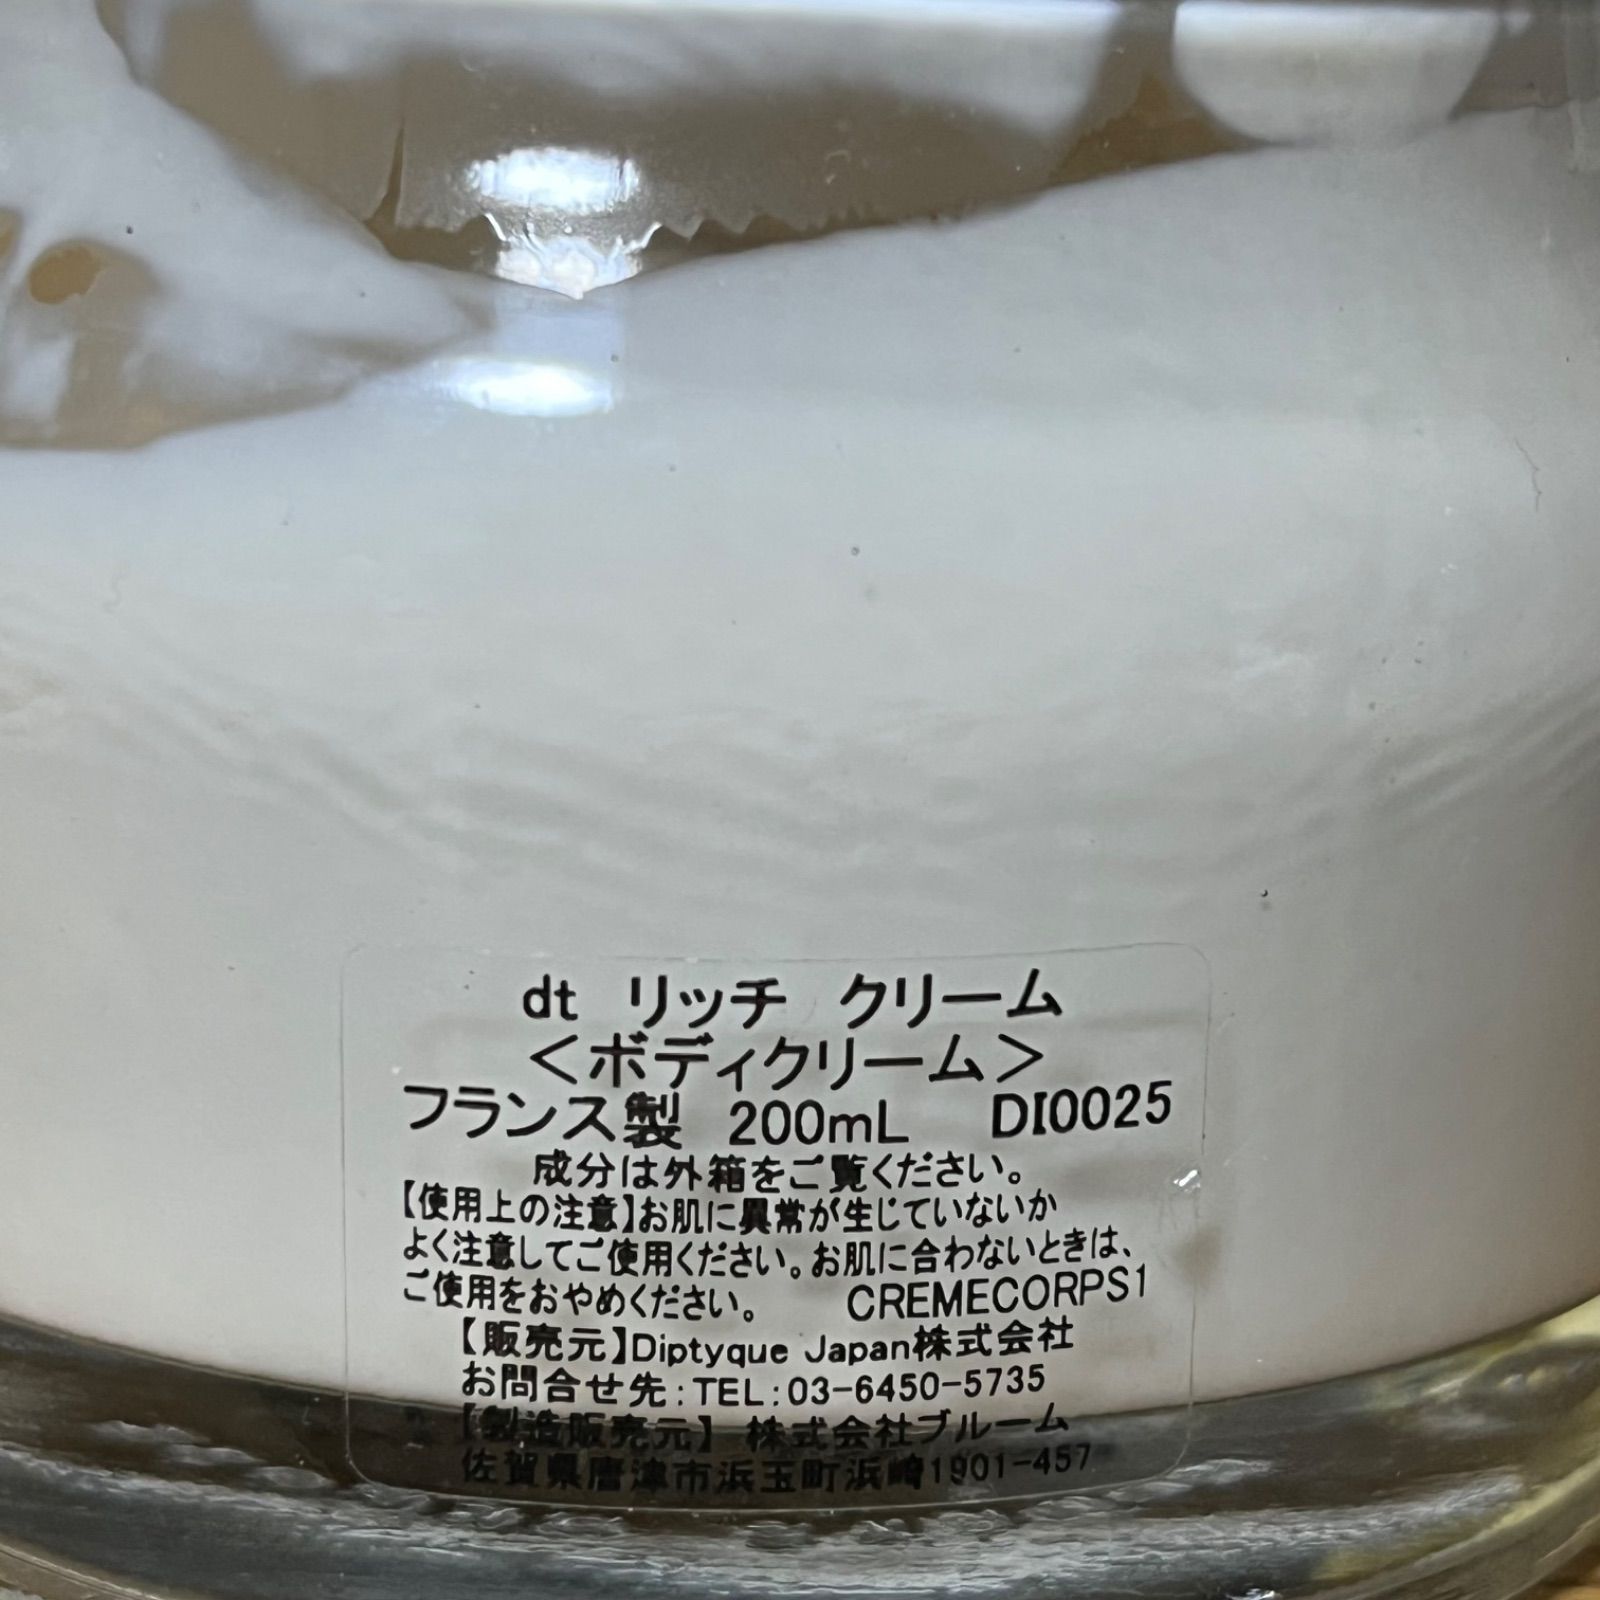 dt リッチ クリーム
＜ボディクリーム＞
フランス製 200mL DI0025
成分は外箱をご覧ください。
【使用上の注意】お肌に異常が生じていないか
よく注意してご使用ください。お肌に合わないときは、
ご使用をおやめください。 CREMECORPS1
【販売元】Diptyque Japan株式会社
お問合せ先:TEL:03-6450-5735
【製造販売元】 株式会社ブルーム
佐賀県唐津市浜玉町浜崎1901-457